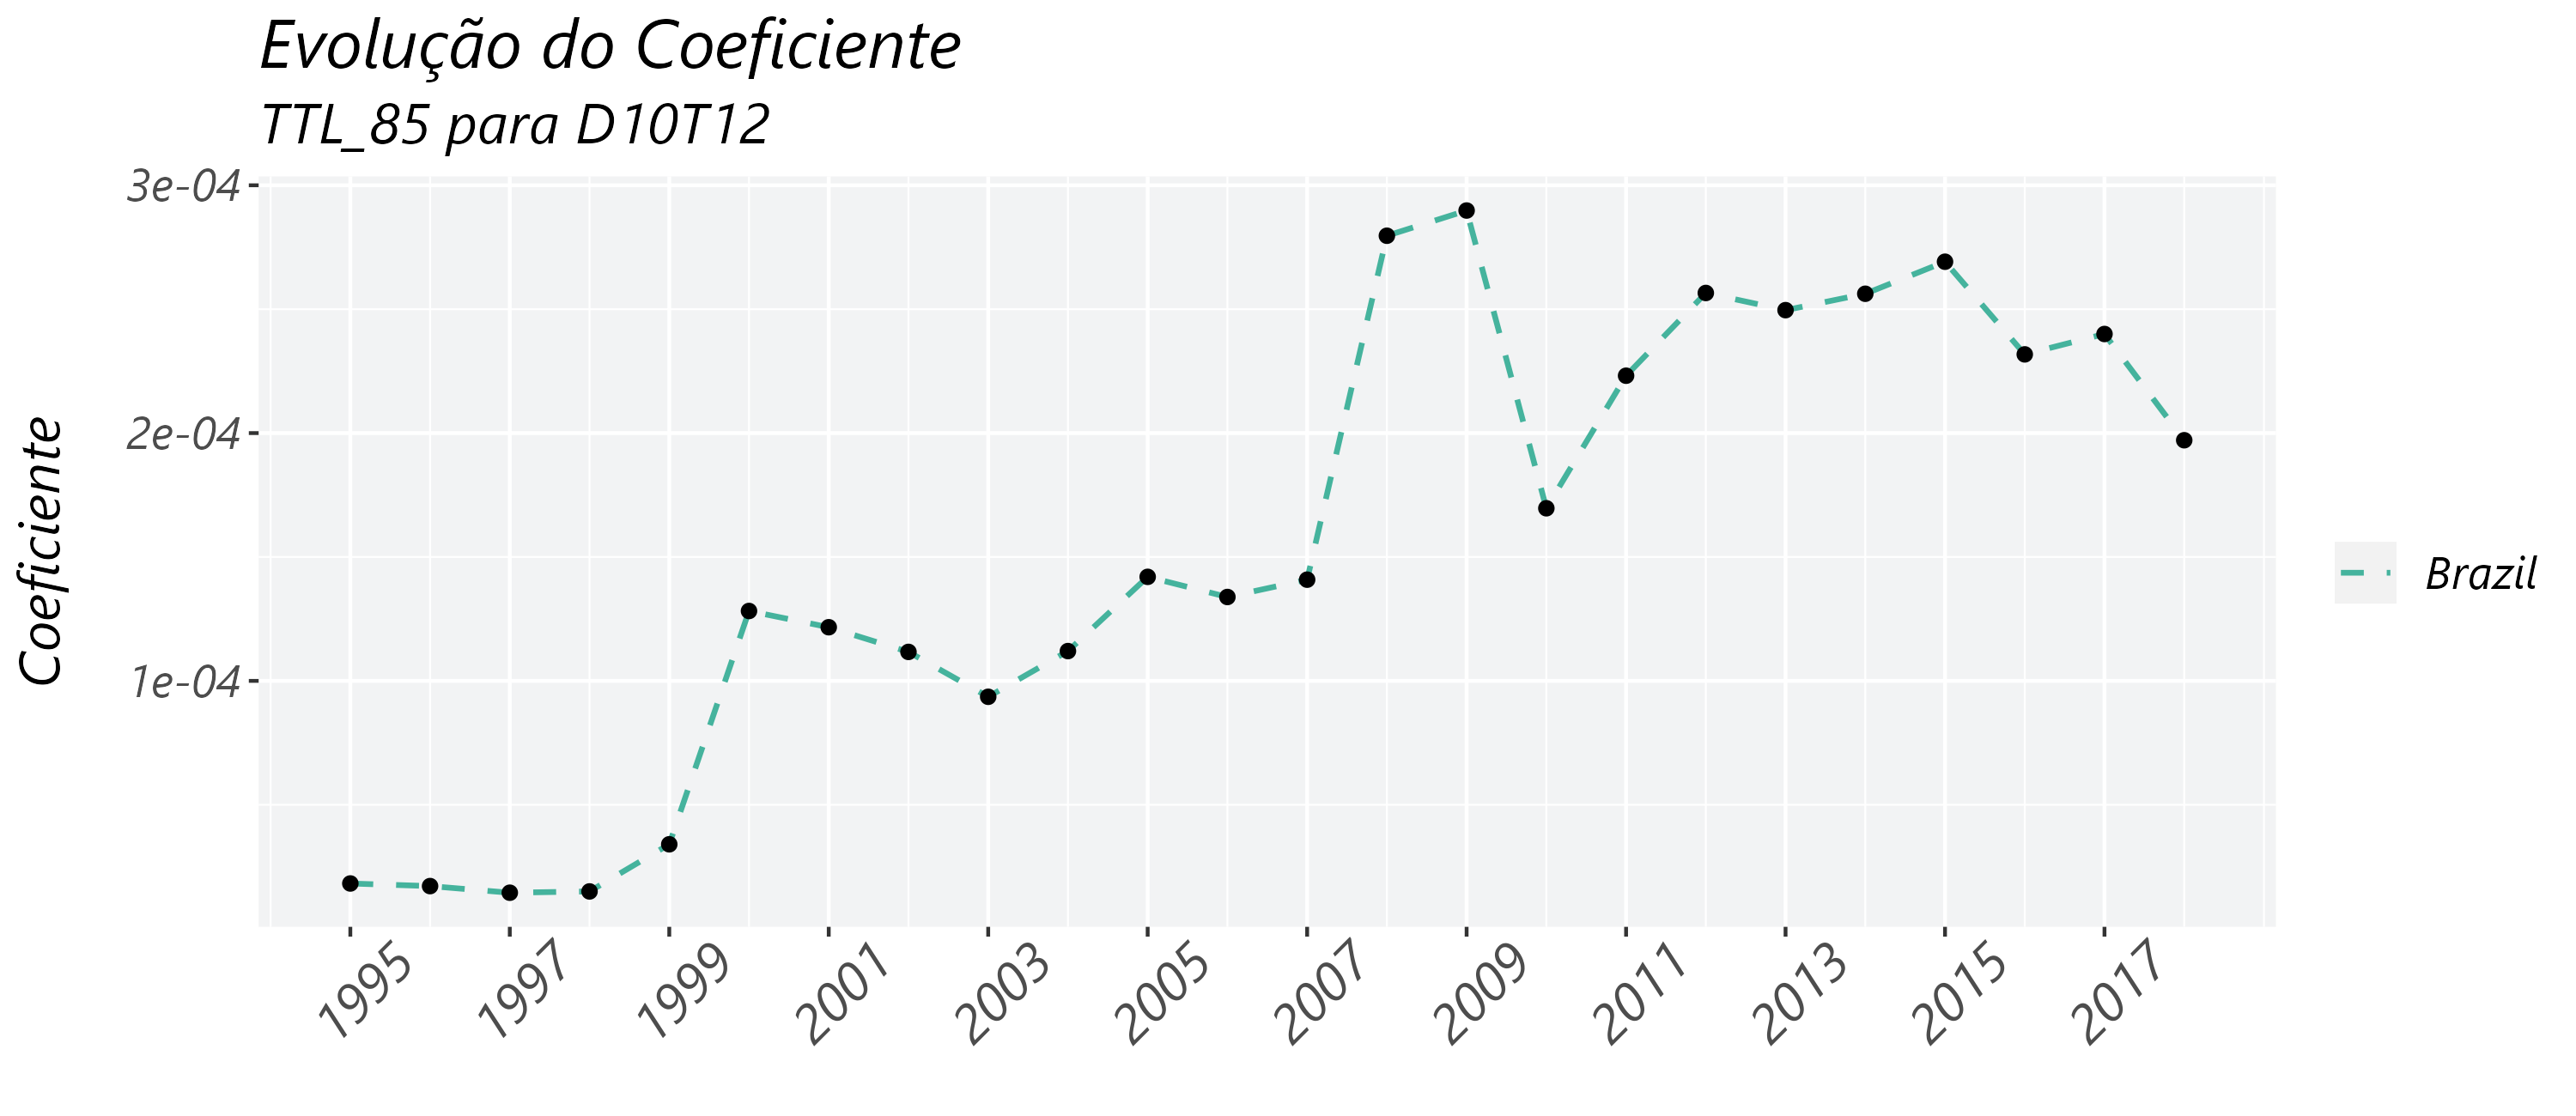 Evolução do Coeficiente
TTL_85 para D10T12
3e-04
2e-04
1e-04
Coeficiente
1995
1997
1999
2001
2003
2005
2007
2009
2011
2013
2015
2017
Brazil